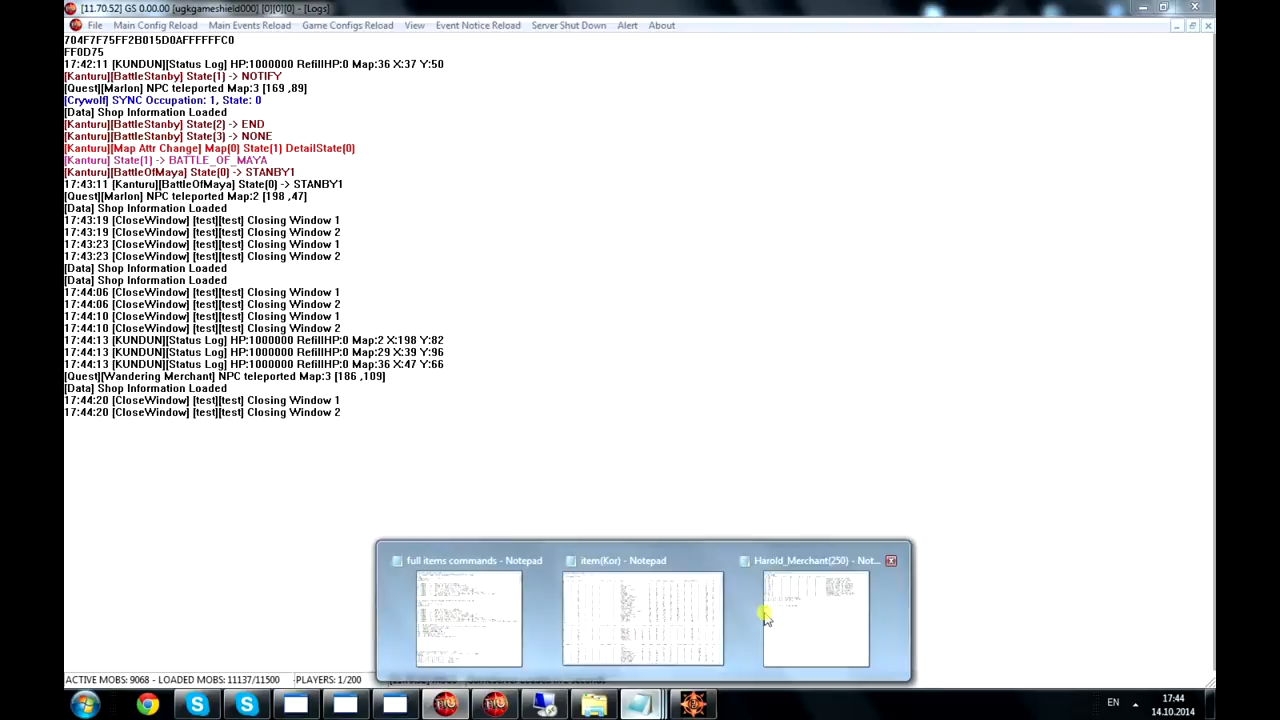 [11.70.52] GS 0.00.00 [ugkgameshield000] [0][0][0] - [Logs]
File Main Config Reload Main Events Reload Game Configs Reload View Event Notice Reload Server Shut Down Alert About
704F7F75FF2B015D0AFFFFFFC0
FF0D75
17:42:11 [KUNDUN][Status Log] HP:1000000 RefillHP:0 Map:36 X:37 Y:50
[Kanturu][BattleStanby] State(1) -> NOTIFY
[Quest][Marlon] NPC teleported Map:3 [169 ,89]
[Crywolf] SYNC Occupation: 1, State: 0
[Data] Shop Information Loaded
[Kanturu][BattleStanby] State(2) -> END
[Kanturu][BattleStanby] State(3) -> NONE
[Kanturu][Map Attr Change] Map(0) State(1) DetailState(0)
[Kanturu] State(1) -> BATTLE_OF_MAYA
[Kanturu][BattleOfMaya] State(0) -> STANBY1
17:43:11 [Kanturu][BattleOfMaya] State(0) -> STANBY1
[Quest][Marlon] NPC teleported Map:2 [198 ,47]
[Data] Shop Information Loaded
17:43:19 [CloseWindow] [test][test] Closing Window 1
17:43:19 [CloseWindow] [test][test] Closing Window 2
17:43:23 [CloseWindow] [test][test] Closing Window 1
17:43:23 [CloseWindow] [test][test] Closing Window 2
[Data] Shop Information Loaded
[Data] Shop Information Loaded
17:44:06 [CloseWindow] [test][test] Closing Window 1
17:44:06 [CloseWindow] [test][test] Closing Window 2
17:44:10 [CloseWindow] [test][test] Closing Window 1
17:44:10 [CloseWindow] [test][test] Closing Window 2
17:44:13 [KUNDUN][Status Log] HP:1000000 RefillHP:0 Map:2 X:198 Y:82
17:44:13 [KUNDUN][Status Log] HP:1000000 RefillHP:0 Map:29 X:39 Y:96
17:44:13 [KUNDUN][Status Log] HP:1000000 RefillHP:0 Map:36 X:47 Y:66
[Quest][Wandering Merchant] NPC teleported Map:3 [186 ,109]
[Data] Shop Information Loaded
17:44:20 [CloseWindow] [test][test] Closing Window 1
17:44:20 [CloseWindow] [test][test] Closing Window 2
full items commands - Notepad item(Kor) - Notepad Harold_Merchant(250) - Not...
ACTIVE MOBS: 9068 - LOADED MOBS: 11137/11500 PLAYERS: 1/200
EN 17:44
14.10.2014